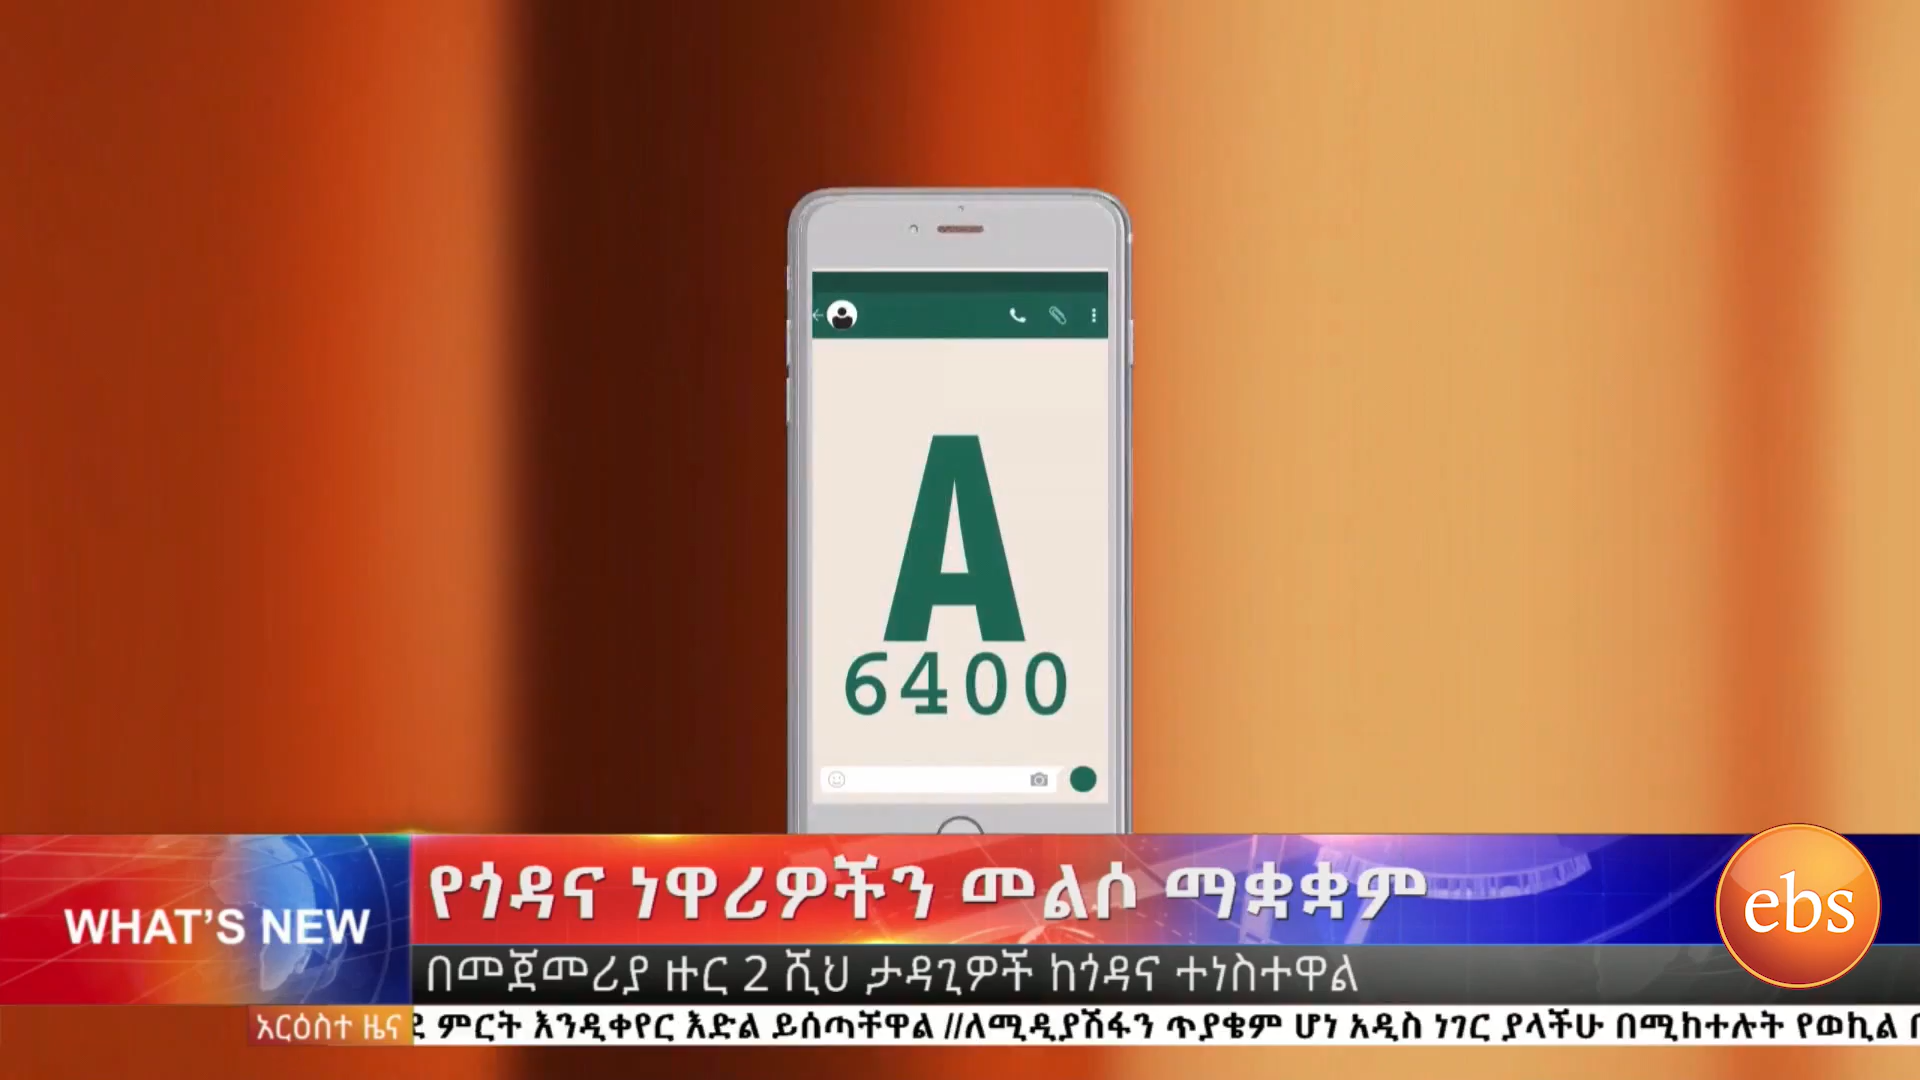 A
6400
WHAT'S NEW
የጎዳና ነዋሪዎችን መልሶ ማቋቋም
ebs
በመጀመሪያ ዙር 2 ሺህ ታዳጊዎች ከጎዳና ተነስተዋል
አርዕስተ ዜና
ምርት እንዲቀየር እድል ይሰጣቸዋል //ለሚዲያሽፋን ጥያቄም ሆነ አዲስ ነገር ያላችሁ በሚከተሉት የወኪል